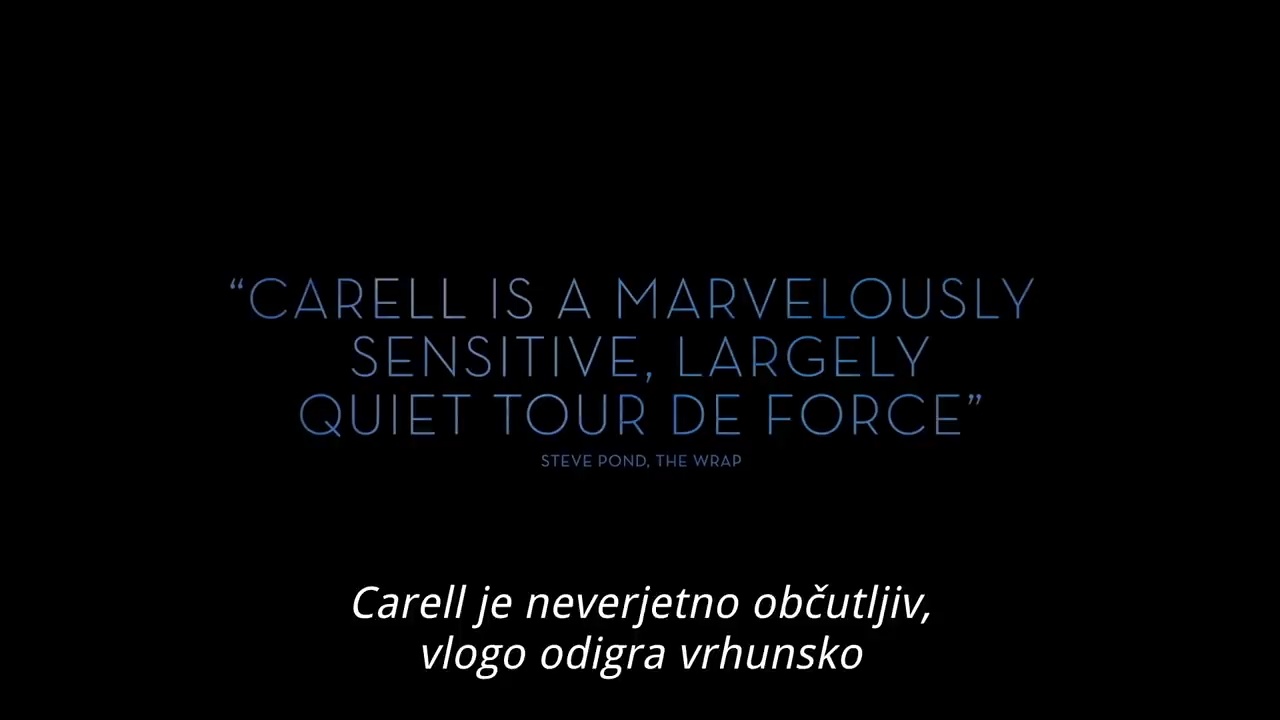 “CARELL IS A MARVELOUSLY
SENSITIVE, LARGELY
QUIET TOUR DE FORCE”
STEVE POND, THE WRAP
Carell je neverjetno občutljiv,
vlogo odigra vrhunsko